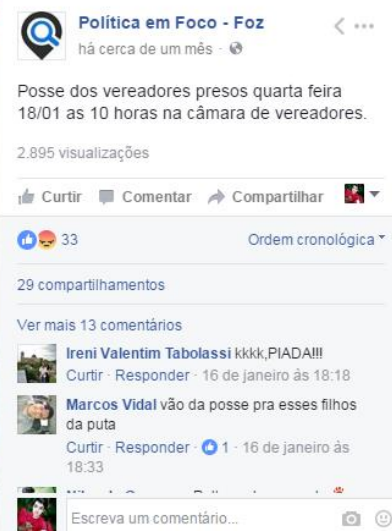 Política em Foco - Foz
há cerca de um mês ·
Posse dos vereadores presos quarta feira
18/01 as 10 horas na câmara de vereadores.
2.895 visualizações
Curtir Comentar Compartilhar
33 Ordem cronológica
29 compartilhamentos
Ver mais 13 comentários
Ireni Valentim Tabolassi kkkk,PIADA!!!
Curtir · Responder · 16 de janeiro às 18:18
Marcos Vidal vão da posse pra esses filhos
da puta
Curtir · Responder · 1 · 16 de janeiro às
18:33
Escreva um comentário...